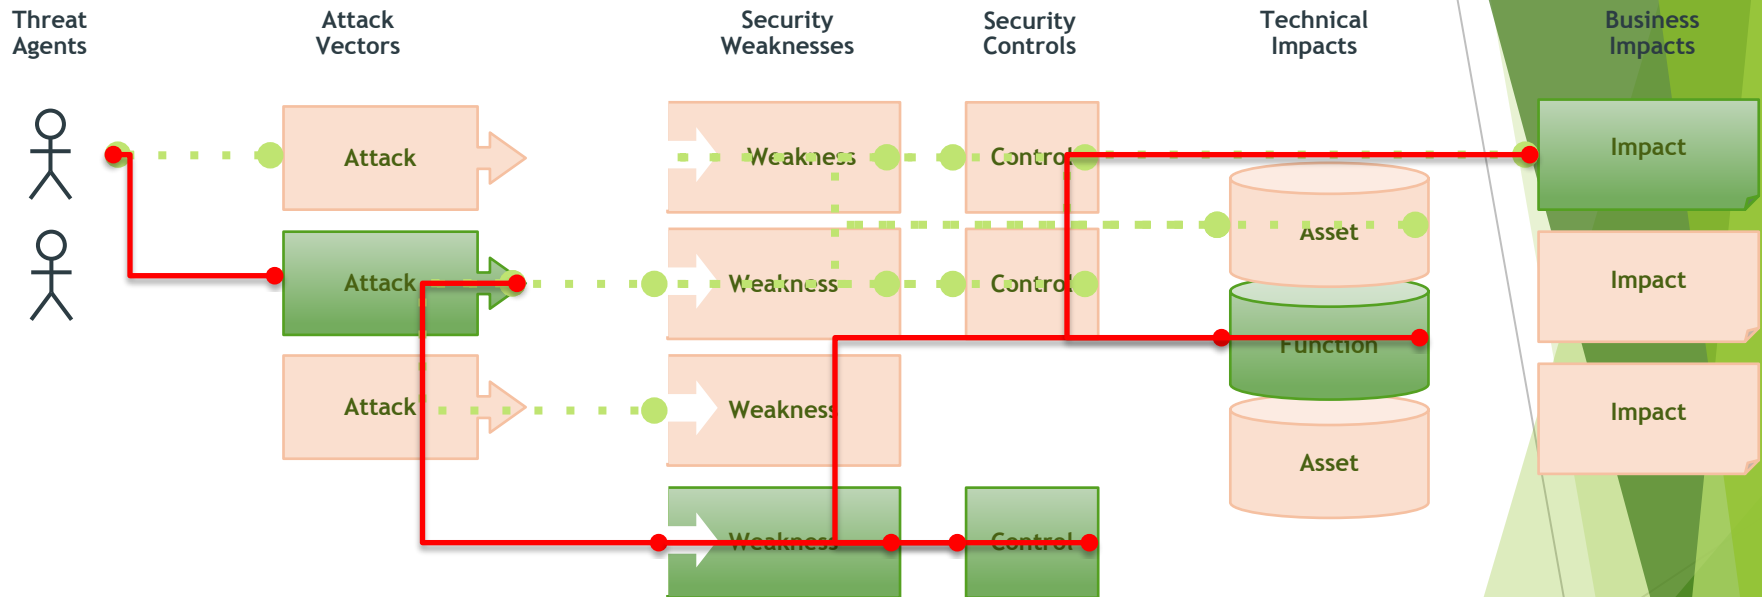 Threat
Agents
Attack
Vectors
Security
Weaknesses
Security
Controls
Technical
Impacts
Business
Impacts
Attack
Weakness
Control
Impact
Asset
Attack
Weakness
Control
Impact
Function
Attack
Weakness
Impact
Asset
Weakness
Control